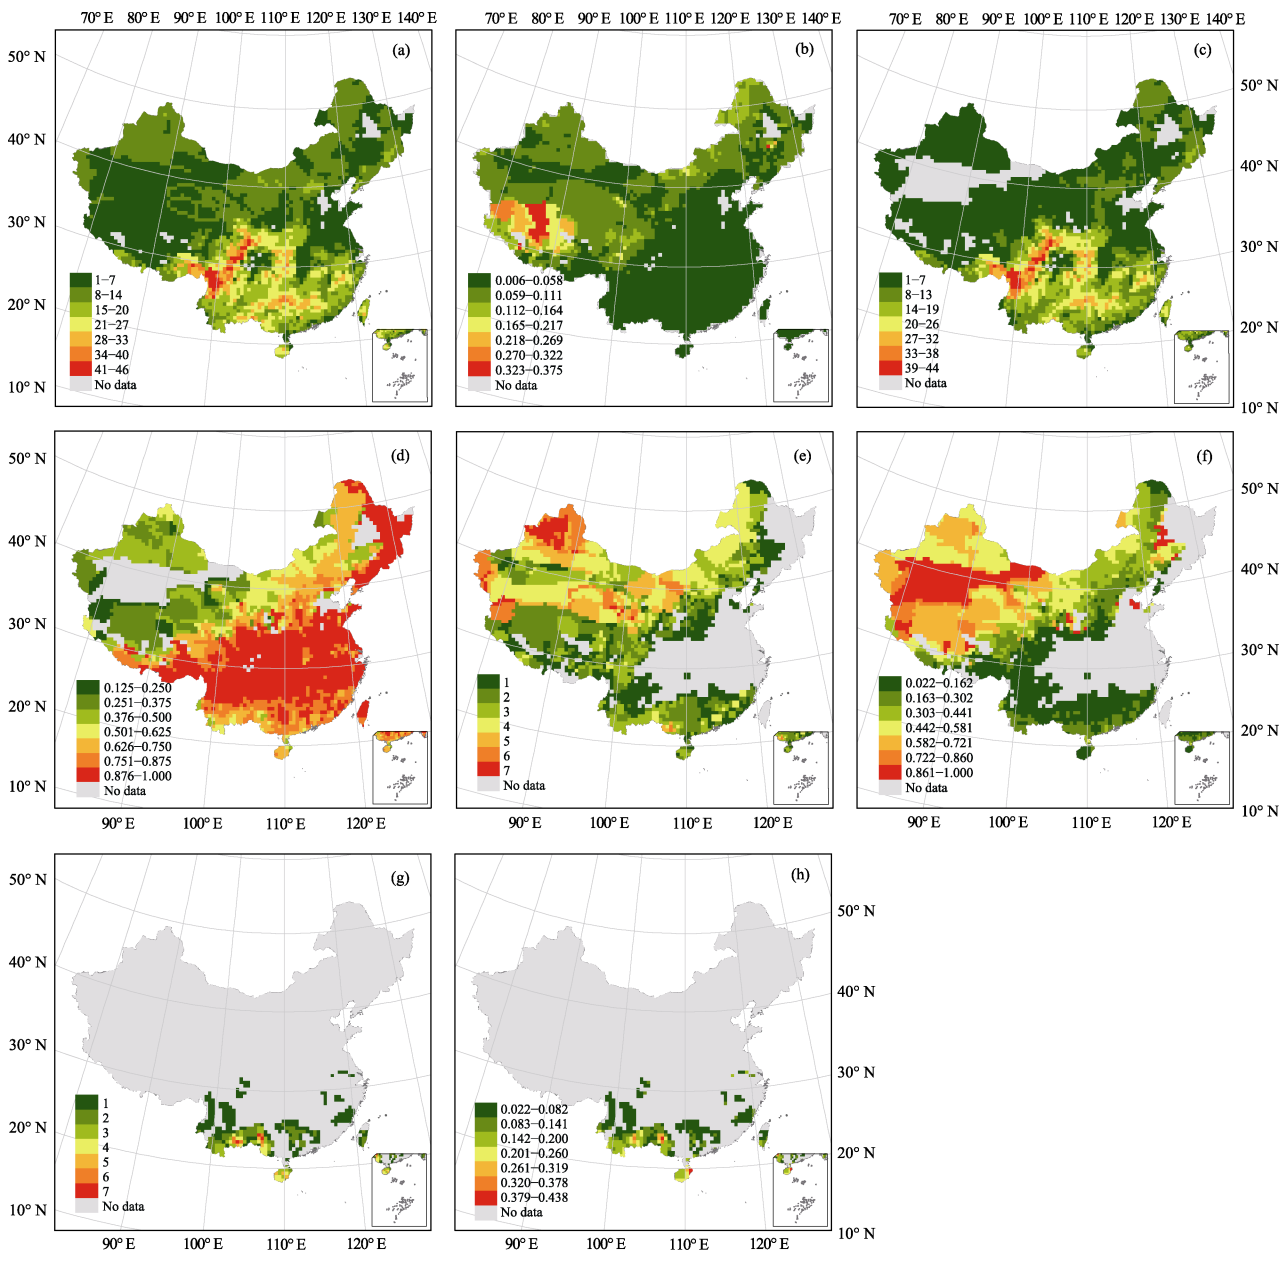 70° E 80° E 90° E 100° E 110° E 120° E 130° E 140° E
70° E 80° E 90° E 100° E 110° E 120° E 130° E 140° E
70° E 80° E 90° E 100° E 110° E 120° E 130° E 140° E
50° N
40° N
30° N
20° N
10° N
(a)
1–7
8–14
15–20
21–27
28–33
34–40
41–46
No data
(b)
0.006–0.058
0.059–0.111
0.112–0.164
0.165–0.217
0.218–0.269
0.270–0.322
0.323–0.375
No data
(c)
1–7
8–13
14–19
20–26
27–32
33–38
39–44
No data
50° N
40° N
30° N
20° N
10° N
50° N
40° N
30° N
20° N
10° N
(d)
0.125–0.250
0.251–0.375
0.376–0.500
0.501–0.625
0.626–0.750
0.751–0.875
0.876–1.000
No data
(e)
1
2
3
4
5
6
7
No data
(f)
0.022–0.162
0.163–0.302
0.303–0.441
0.442–0.581
0.582–0.721
0.722–0.860
0.861–1.000
No data
50° N
40° N
30° N
20° N
10° N
90° E 100° E 110° E 120° E
90° E 100° E 110° E 120° E
90° E 100° E 110° E 120° E
50° N
40° N
30° N
20° N
10° N
(g)
1
2
3
4
5
6
7
No data
(h)
0.022–0.082
0.083–0.141
0.142–0.200
0.201–0.260
0.261–0.319
0.320–0.378
0.379–0.438
No data
50° N
40° N
30° N
20° N
10° N
90° E 100° E 110° E 120° E
90° E 100° E 110° E 120° E